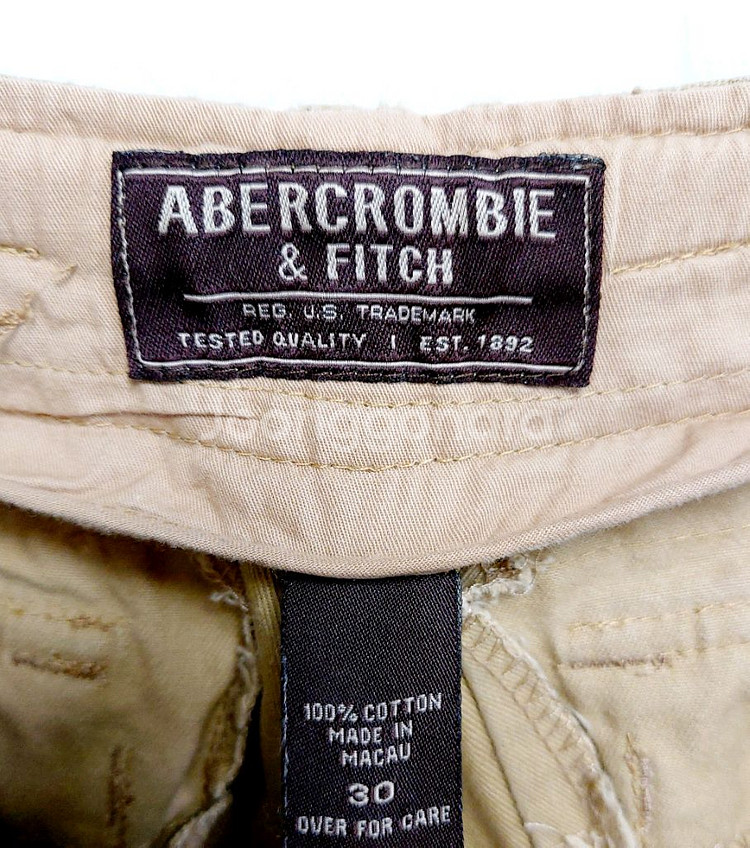 ABERCROMBIE
& FITCH
REG. U.S. TRADEMARK
TESTED QUALITY | EST. 1892
100% COTTON
MADE IN
MACAU
30
OVER FOR CARE